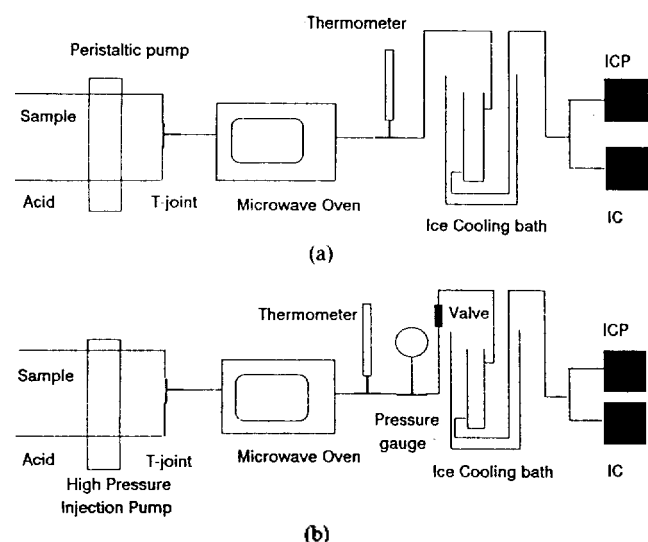 Thermometer
Peristaltic pump
ICP
Sample
Acid
T-joint
Microwave Oven
Ice Cooling bath
IC
(a)
Thermometer
Valve
ICP
Sample
Pressure
gauge
Acid
T-joint
Microwave Oven
Ice Cooling bath
IC
High Pressure
Injection Pump
(b)